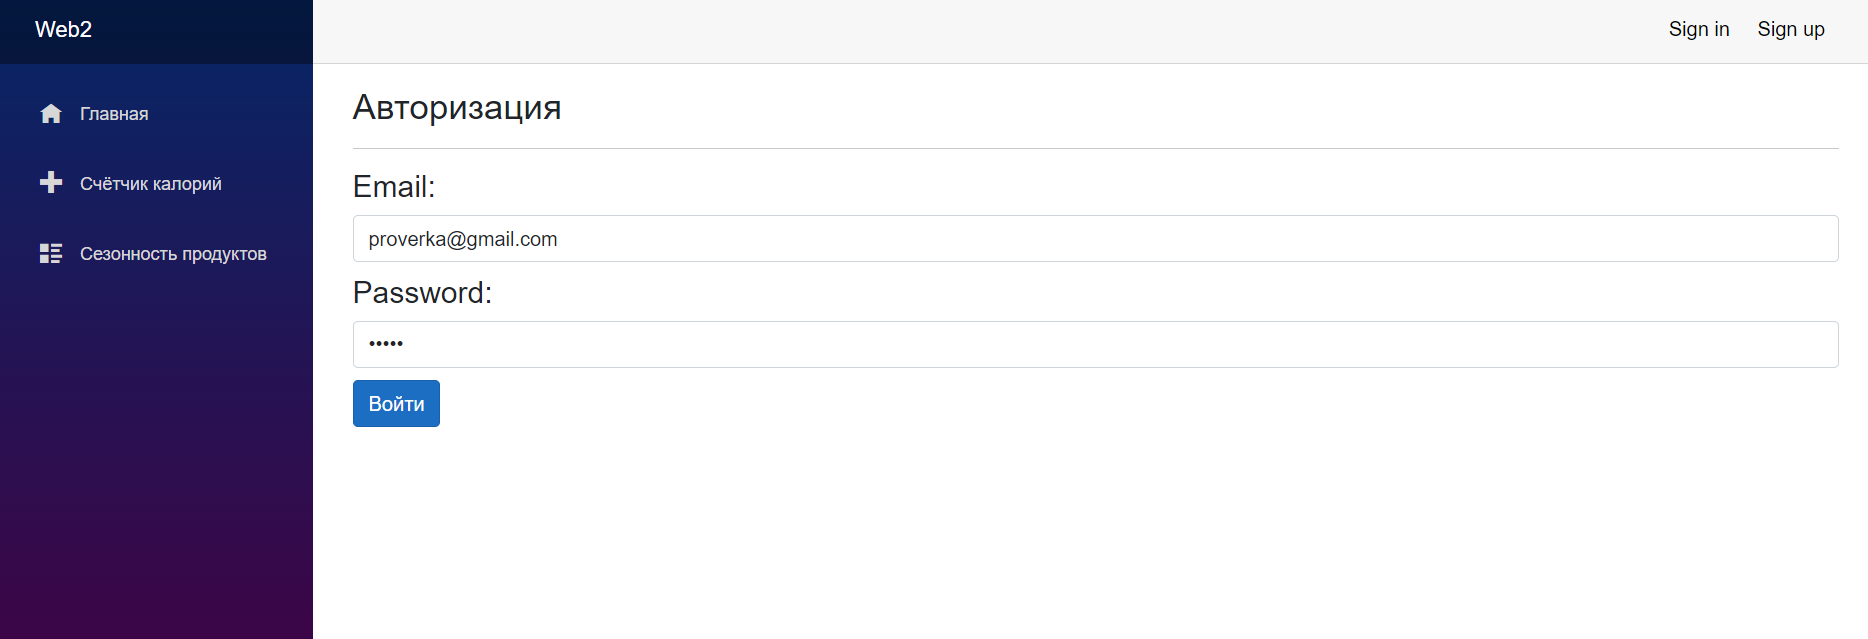 Web2
Sign in
Sign up
Главная
Счётчик калорий
Сезонность продуктов
Авторизация
Email:
proverka@gmail.com
Password:
•••••
Войти